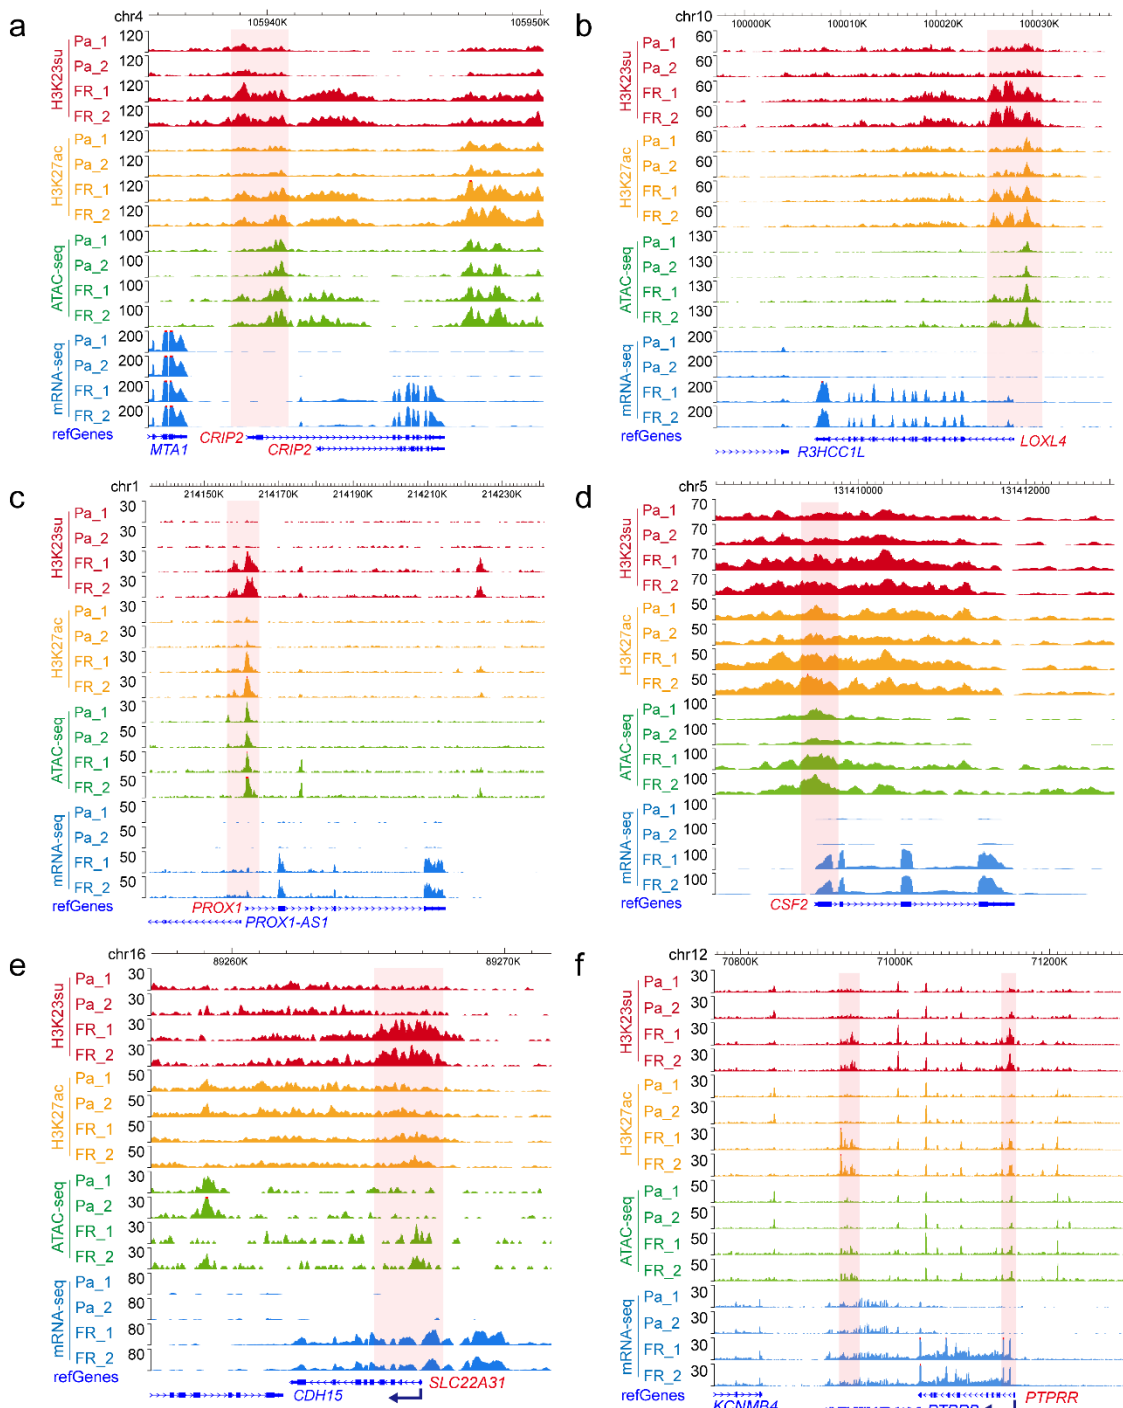 a
chr4 105940K 105950K
H3K23su
120 Pa_1
120 Pa_2
120 FR_1
120 FR_2
H3K27ac
120 Pa_1
120 Pa_2
120 FR_1
120 FR_2
ATAC-seq
100 Pa_1
100 Pa_2
100 FR_1
100 FR_2
mRNA-seq
200 Pa_1
200 Pa_2
200 FR_1
200 FR_2
refGenes
MTA1 CRIP2 CRIP2
b
chr10 100000K 100010K 100020K 100030K
H3K23su
60 Pa_1
60 Pa_2
60 FR_1
60 FR_2
H3K27ac
60 Pa_1
60 Pa_2
60 FR_1
60 FR_2
ATAC-seq
130 Pa_1
130 Pa_2
130 FR_1
130 FR_2
mRNA-seq
200 Pa_1
200 Pa_2
200 FR_1
200 FR_2
refGenes
R3HCC1L LOXL4
c
chr1 214150K 214170K 214190K 214210K 214230K
H3K23su
30 Pa_1
30 Pa_2
30 FR_1
30 FR_2
H3K27ac
30 Pa_1
30 Pa_2
30 FR_1
30 FR_2
ATAC-seq
30 Pa_1
50 Pa_2
50 FR_1
50 FR_2
mRNA-seq
50 Pa_1
50 Pa_2
50 FR_1
50 FR_2
refGenes
PROX1
PROX1-AS1
d
chr5 131410000 131412000
H3K23su
70 Pa_1
70 Pa_2
70 FR_1
70 FR_2
H3K27ac
50 Pa_1
50 Pa_2
50 FR_1
50 FR_2
ATAC-seq
100 Pa_1
100 Pa_2
100 FR_1
100 FR_2
mRNA-seq
100 Pa_1
100 Pa_2
100 FR_1
100 FR_2
refGenes
CSF2
e
chr16 89260K 89270K
H3K23su
30 Pa_1
30 Pa_2
30 FR_1
30 FR_2
H3K27ac
50 Pa_1
50 Pa_2
50 FR_1
50 FR_2
ATAC-seq
30 Pa_1
30 Pa_2
30 FR_1
30 FR_2
mRNA-seq
80 Pa_1
80 Pa_2
80 FR_1
80 FR_2
refGenes
CDH15 SLC22A31
f
chr12 70800K 71000K 71200K
H3K23su
30 Pa_1
30 Pa_2
30 FR_1
30 FR_2
H3K27ac
30 Pa_1
30 Pa_2
30 FR_1
30 FR_2
ATAC-seq
50 Pa_1
50 Pa_2
50 FR_1
50 FR_2
mRNA-seq
30 Pa_1
30 Pa_2
30 FR_1
30 FR_2
refGenes
KCNMB4 PTPRR